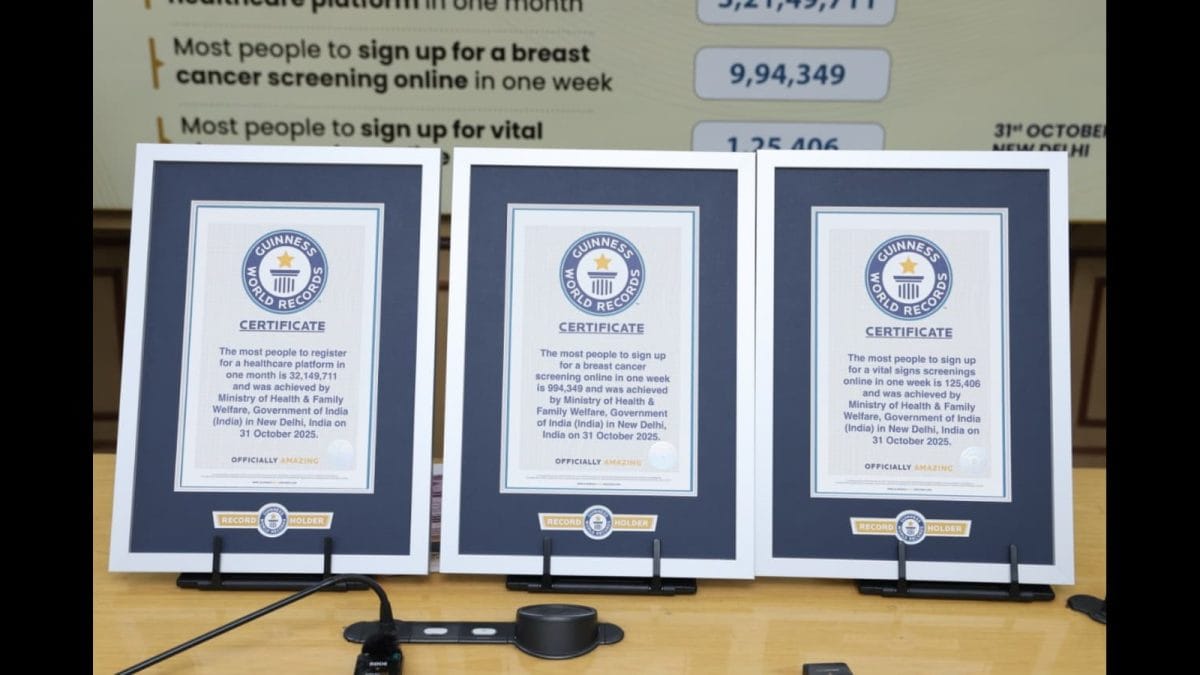 healthcare platform in one month
3,21,49,711
Most people to sign up for a breast
cancer screening online in one week
9,94,349
Most people to sign up for vital
1,25,406
31st OCTOBER
NEW DELHI
GUINNESS
WORLD RECORDS
CERTIFICATE
The most people to register
for a healthcare platform in
one month is 32,149,711
and was achieved by
Ministry of Health & Family
Welfare, Government of India
(India) in New Delhi, India on
31 October 2025.
OFFICIALLY AMAZING
RECORD HOLDER
GUINNESS
WORLD RECORDS
CERTIFICATE
The most people to sign up
for a breast cancer
screening online in one week
is 994,349 and was achieved
by Ministry of Health &
Family Welfare, Government
of India (India) in New Delhi,
India on 31 October 2025.
OFFICIALLY AMAZING
RECORD HOLDER
GUINNESS
WORLD RECORDS
CERTIFICATE
The most people to sign up
for a vital signs screenings
online in one week is 125,406
and was achieved by
Ministry of Health & Family
Welfare, Government of India
(India) in New Delhi, India on
31 October 2025.
OFFICIALLY AMAZING
RECORD HOLDER
RODE